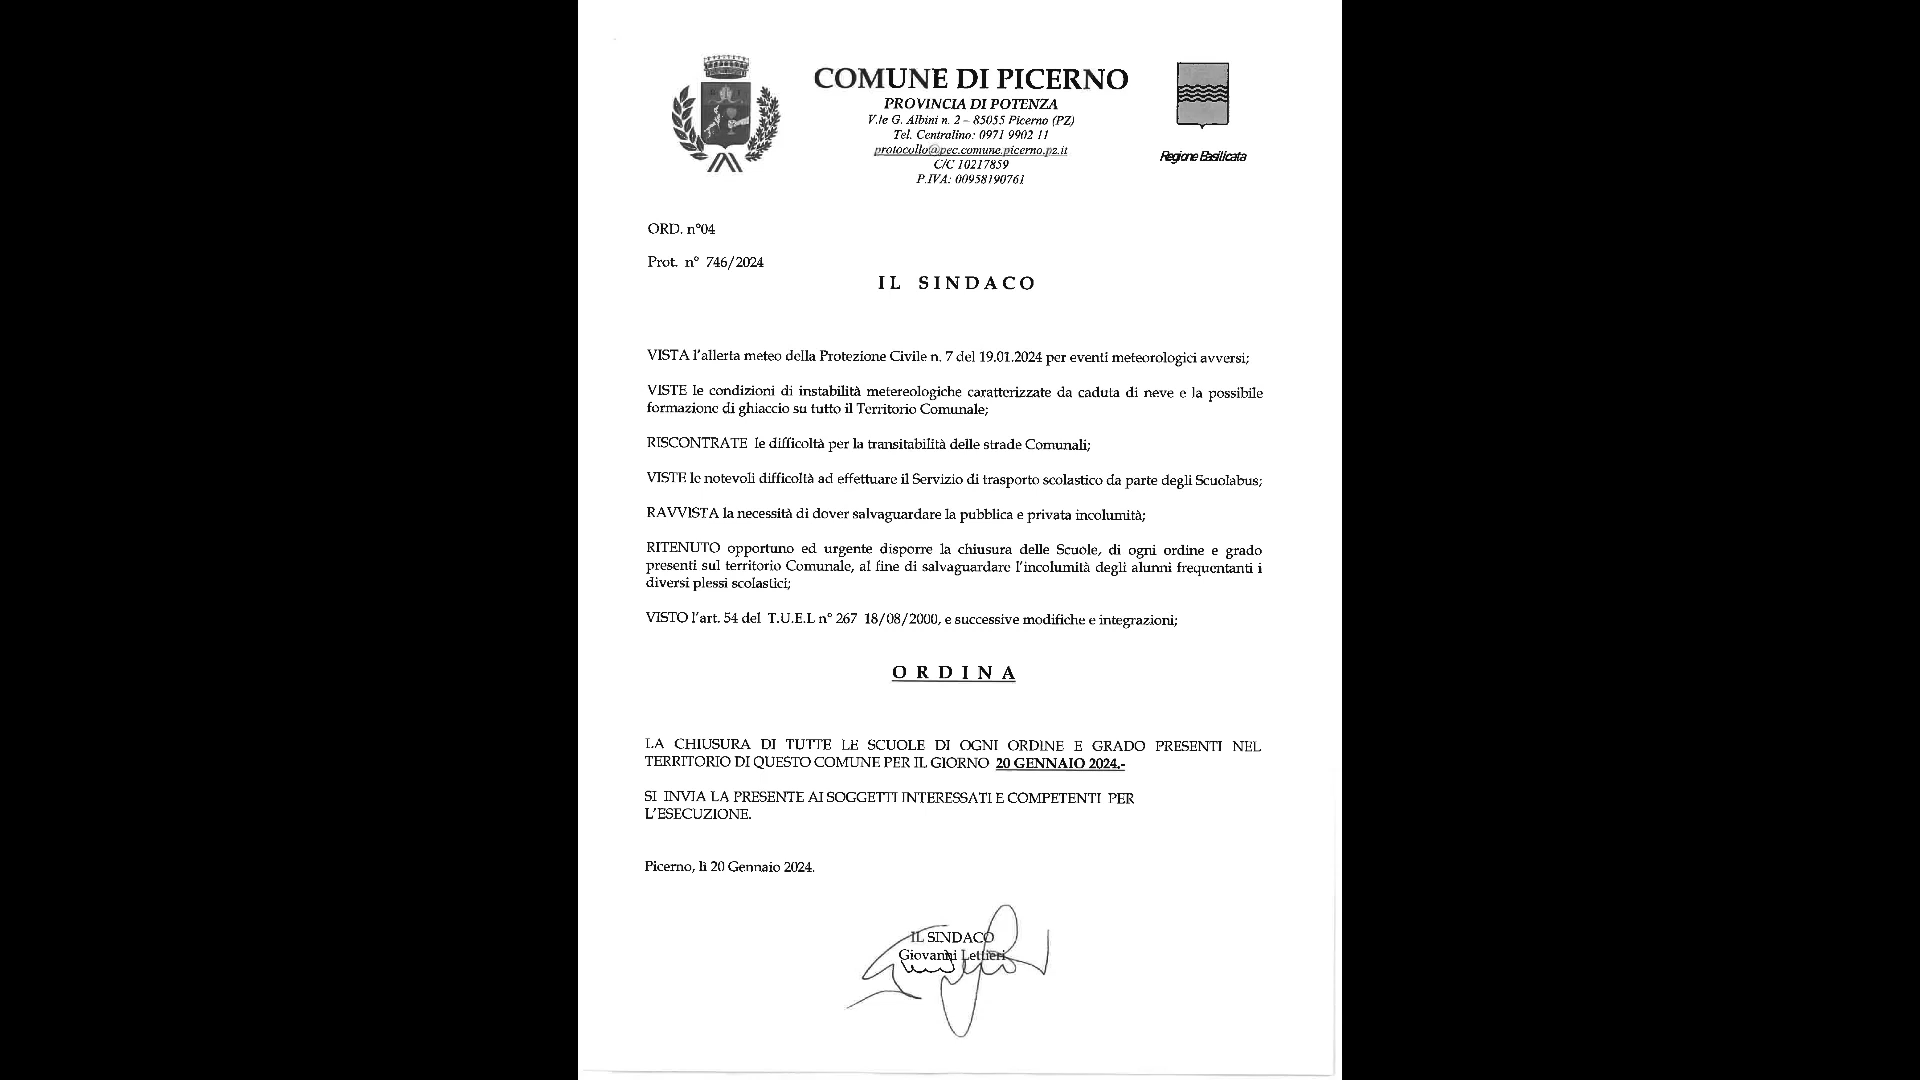 COMUNE DI PICERNO
PROVINCIA DI POTENZA
V.le G. Albini n. 2 – 85055 Picerno (PZ)
Tel. Centralino: 0971 9902 11
protocollo@pec.comune.picerno.pz.it
C/C 10217859
P.IVA: 00958190761
Regione Basilicata
ORD. n°04
Prot. n° 746/2024
IL SINDACO
VISTA l'allerta meteo della Protezione Civile n. 7 del 19.01.2024 per eventi meteorologici avversi;
VISTE le condizioni di instabilità metereologiche caratterizzate da caduta di neve e la possibile
formazione di ghiaccio su tutto il Territorio Comunale;
RISCONTRATE le difficoltà per la transitabilità delle strade Comunali;
VISTE le notevoli difficoltà ad effettuare il Servizio di trasporto scolastico da parte degli Scuolabus;
RAVVISTA la necessità di dover salvaguardare la pubblica e privata incolumità;
RITENUTO opportuno ed urgente disporre la chiusura delle Scuole, di ogni ordine e grado
presenti sul territorio Comunale, al fine di salvaguardare l'incolumità degli alunni frequentanti i
diversi plessi scolastici;
VISTO l'art. 54 del T.U.E.L n° 267 18/08/2000, e successive modifiche e integrazioni;
ORDINA
LA CHIUSURA DI TUTTE LE SCUOLE DI OGNI ORDINE E GRADO PRESENTI NEL
TERRITORIO DI QUESTO COMUNE PER IL GIORNO 20 GENNAIO 2024.-
SI INVIA LA PRESENTE AI SOGGETTI INTERESSATI E COMPETENTI PER
L'ESECUZIONE.
Picerno, lì 20 Gennaio 2024.
IL SINDACO
Giovanni Lettieri